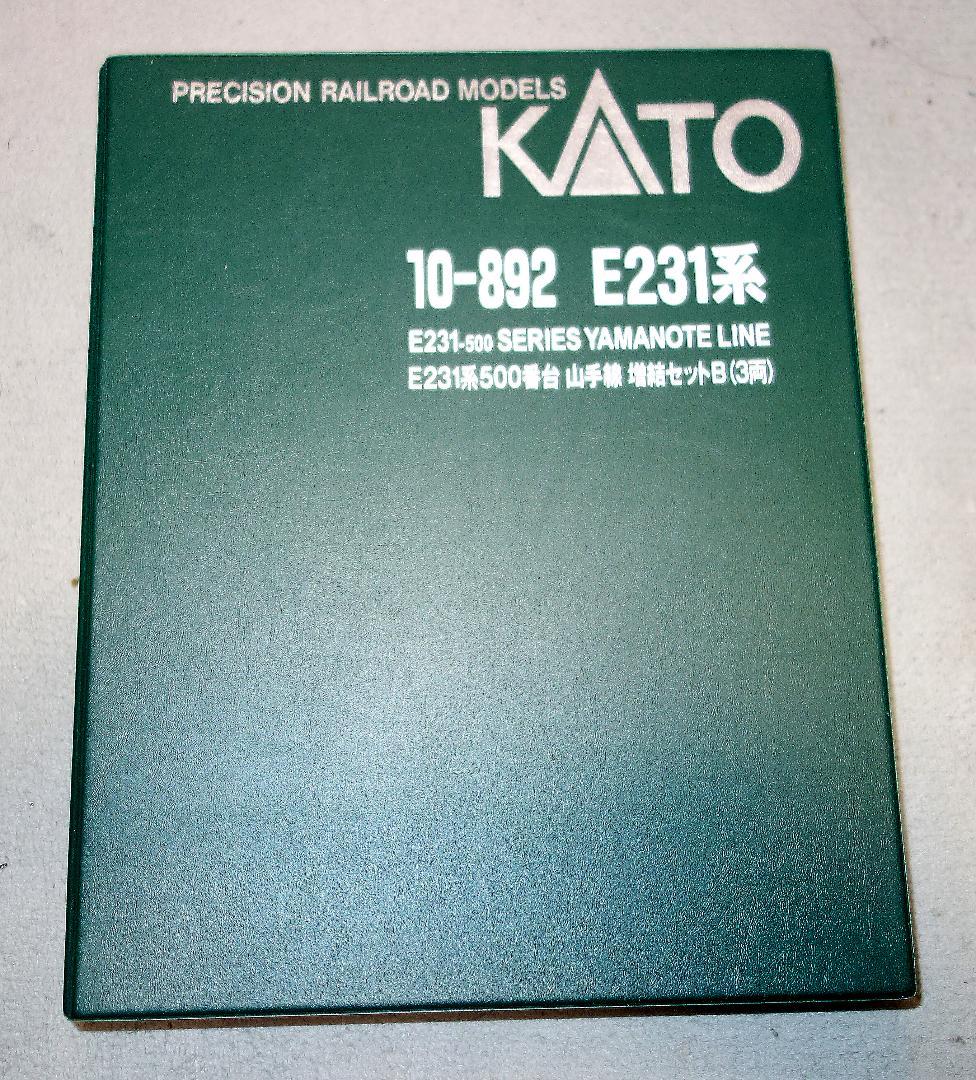 PRECISION RAILROAD MODELS
KATO
10-892 E231系
E231-500 SERIES YAMANOTE LINE
E231系500番台 山手線 増結セットB(3両)